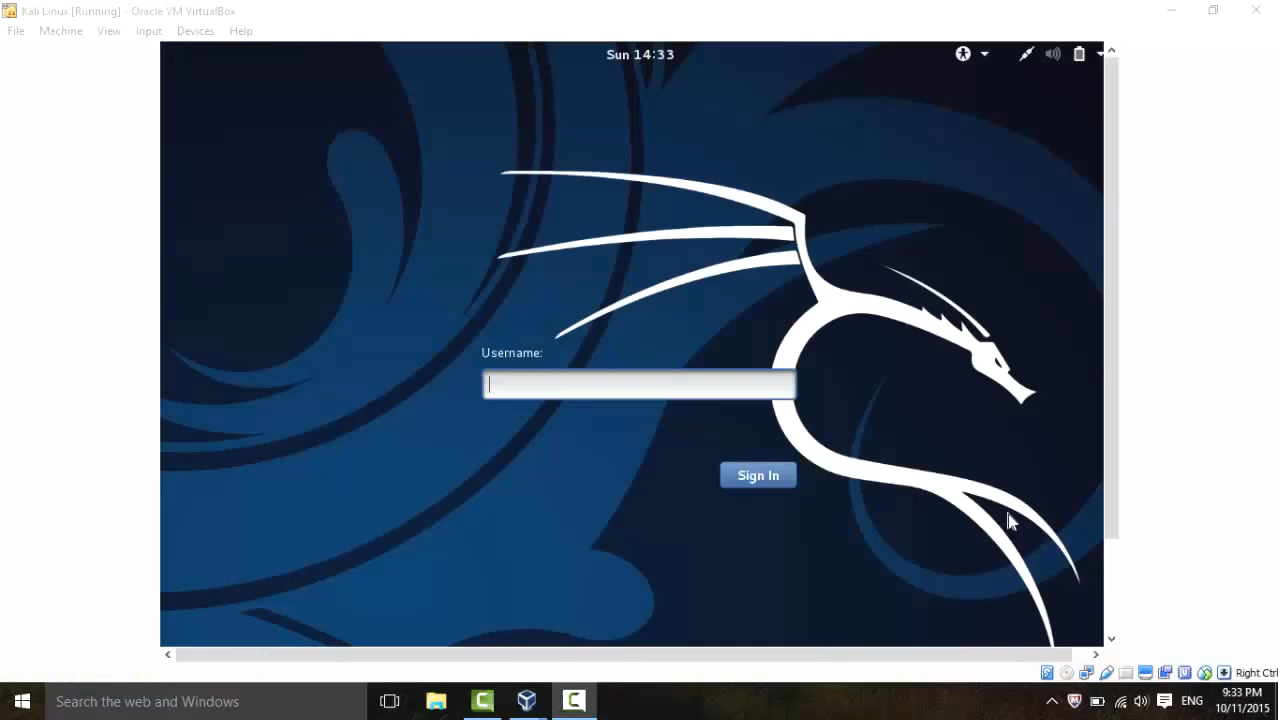 Kali Linux [Running] - Oracle VM VirtualBox
File Machine View Input Devices Help
Sun 14:33
Username:
Sign In
Right Ctrl
Search the web and Windows
ENG
9:33 PM
10/11/2015